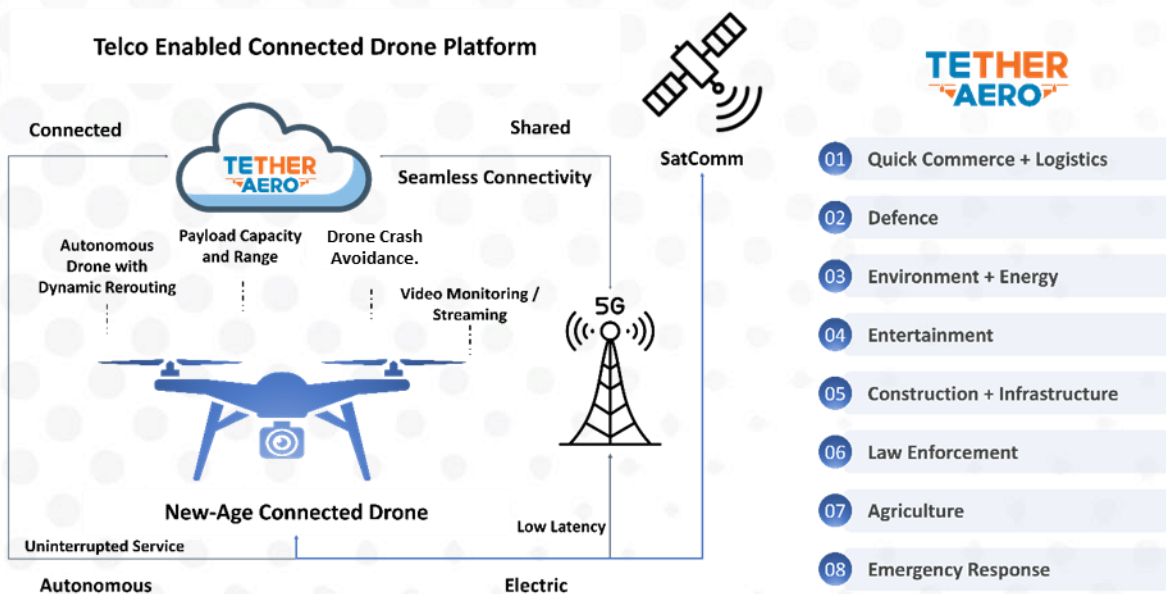 Telco Enabled Connected Drone Platform
Connected
Shared
TETHER
AERO
Seamless Connectivity
SatComm
Autonomous
Drone with
Dynamic Rerouting
Payload Capacity
and Range
Drone Crash
Avoidance.
Video Monitoring /
Streaming
5G
New-Age Connected Drone
Low Latency
Uninterrupted Service
Autonomous
Electric
TETHER
AERO
01 Quick Commerce + Logistics
02 Defence
03 Environment + Energy
04 Entertainment
05 Construction + Infrastructure
06 Law Enforcement
07 Agriculture
08 Emergency Response